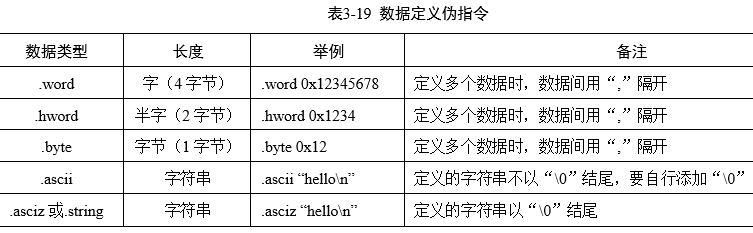 表3-19 数据定义伪指令
数据类型 长度 举例 备注
.word 字（4字节） .word 0x12345678 定义多个数据时，数据间用“,”隔开
.hword 半字（2字节） .hword 0x1234 定义多个数据时，数据间用“,”隔开
.byte 字节（1字节） .byte 0x12 定义多个数据时，数据间用“,”隔开
.ascii 字符串 .ascii “hello\n” 定义的字符串不以“\0”结尾，要自行添加“\0”
.asciz或.string 字符串 .asciz “hello\n” 定义的字符串以“\0”结尾